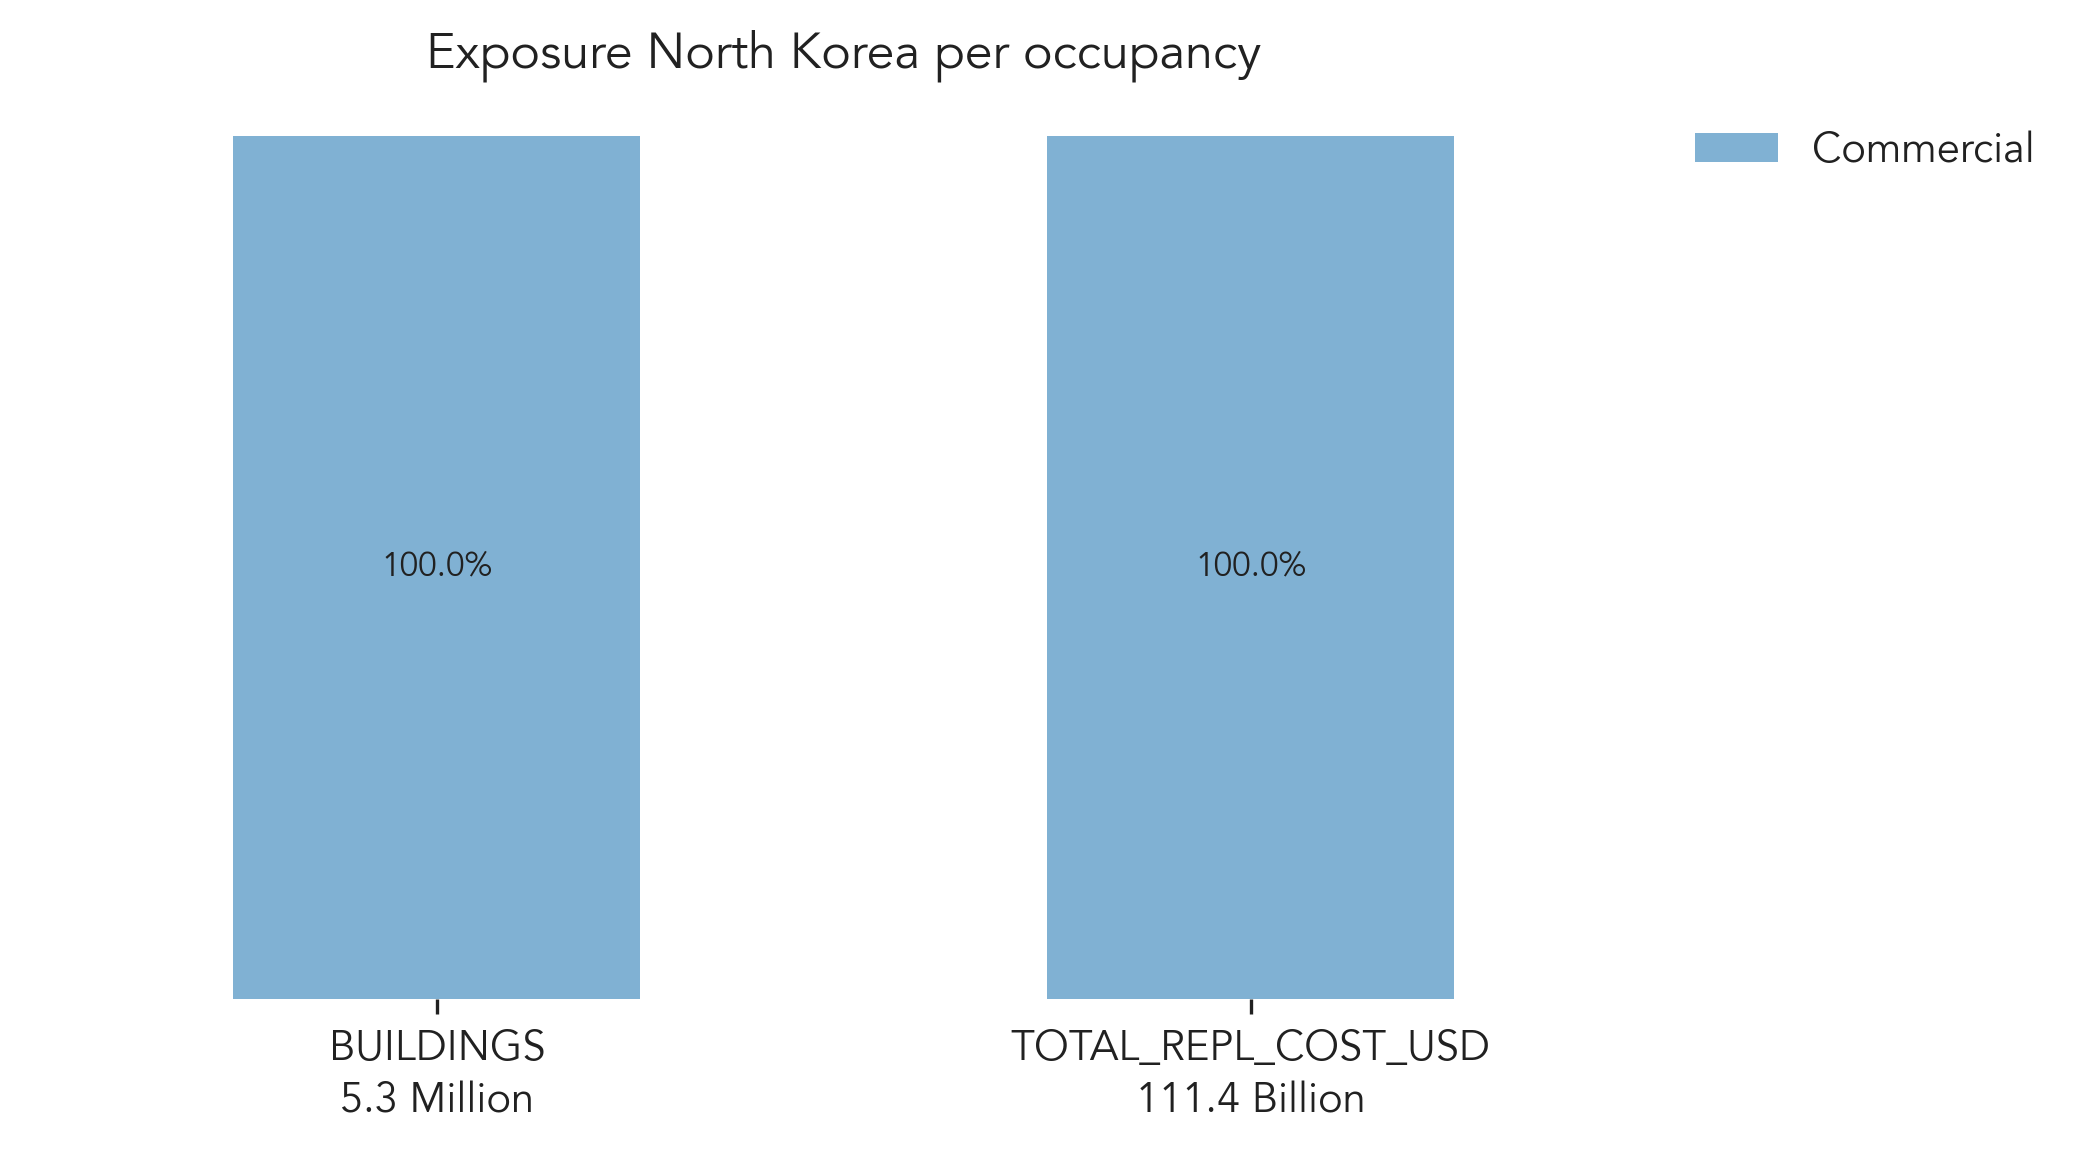 Exposure North Korea per occupancy
Commercial
100.0%
100.0%
BUILDINGS
5.3 Million
TOTAL_REPL_COST_USD
111.4 Billion